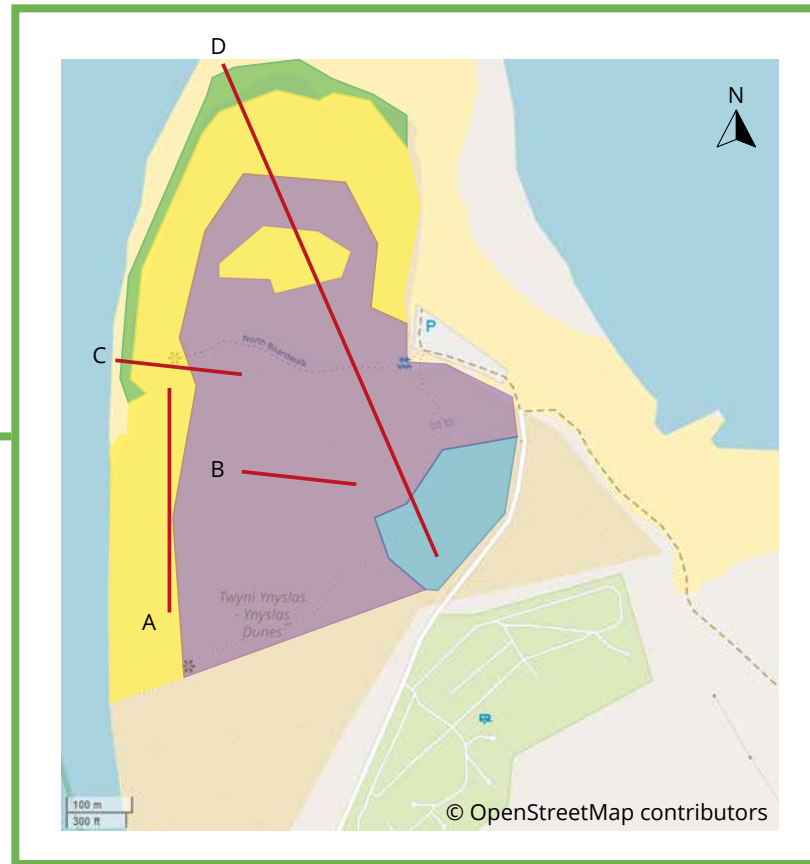 D
N
P
C
North Boardwalk
B
Twyni Ynyslas
- Ynyslas
Dunes
A
100 m
300 ft
© OpenStreetMap contributors